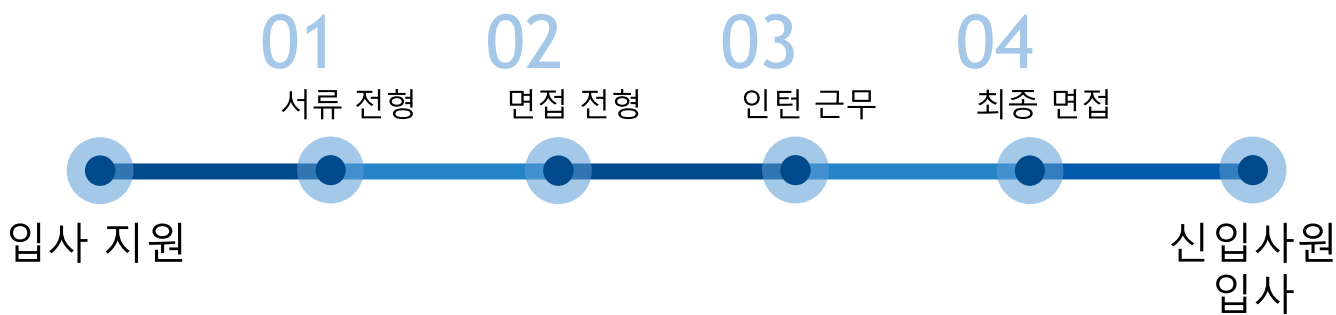 01
서류 전형
02
면접 전형
03
인턴 근무
04
최종 면접
입사 지원
신입사원
입사